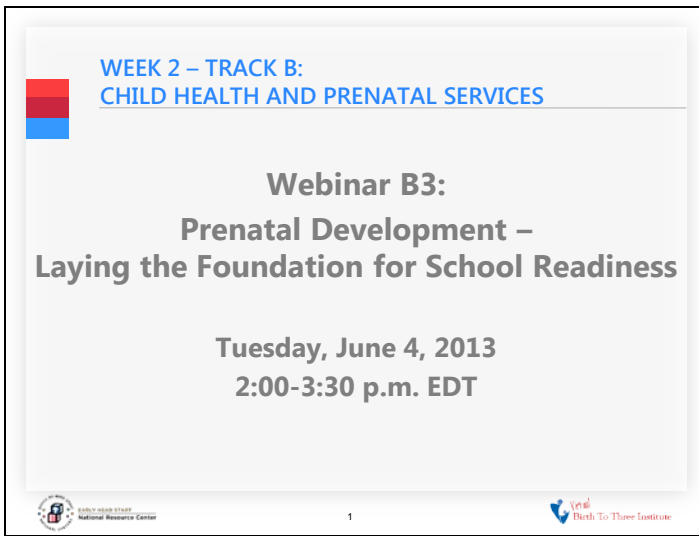 WEEK 2 – TRACK B:
CHILD HEALTH AND PRENATAL SERVICES
Webinar B3:
Prenatal Development –
Laying the Foundation for School Readiness
Tuesday, June 4, 2013
2:00-3:30 p.m. EDT
EARLY HEAD START
National Resource Center
1
Birth To Three Institute